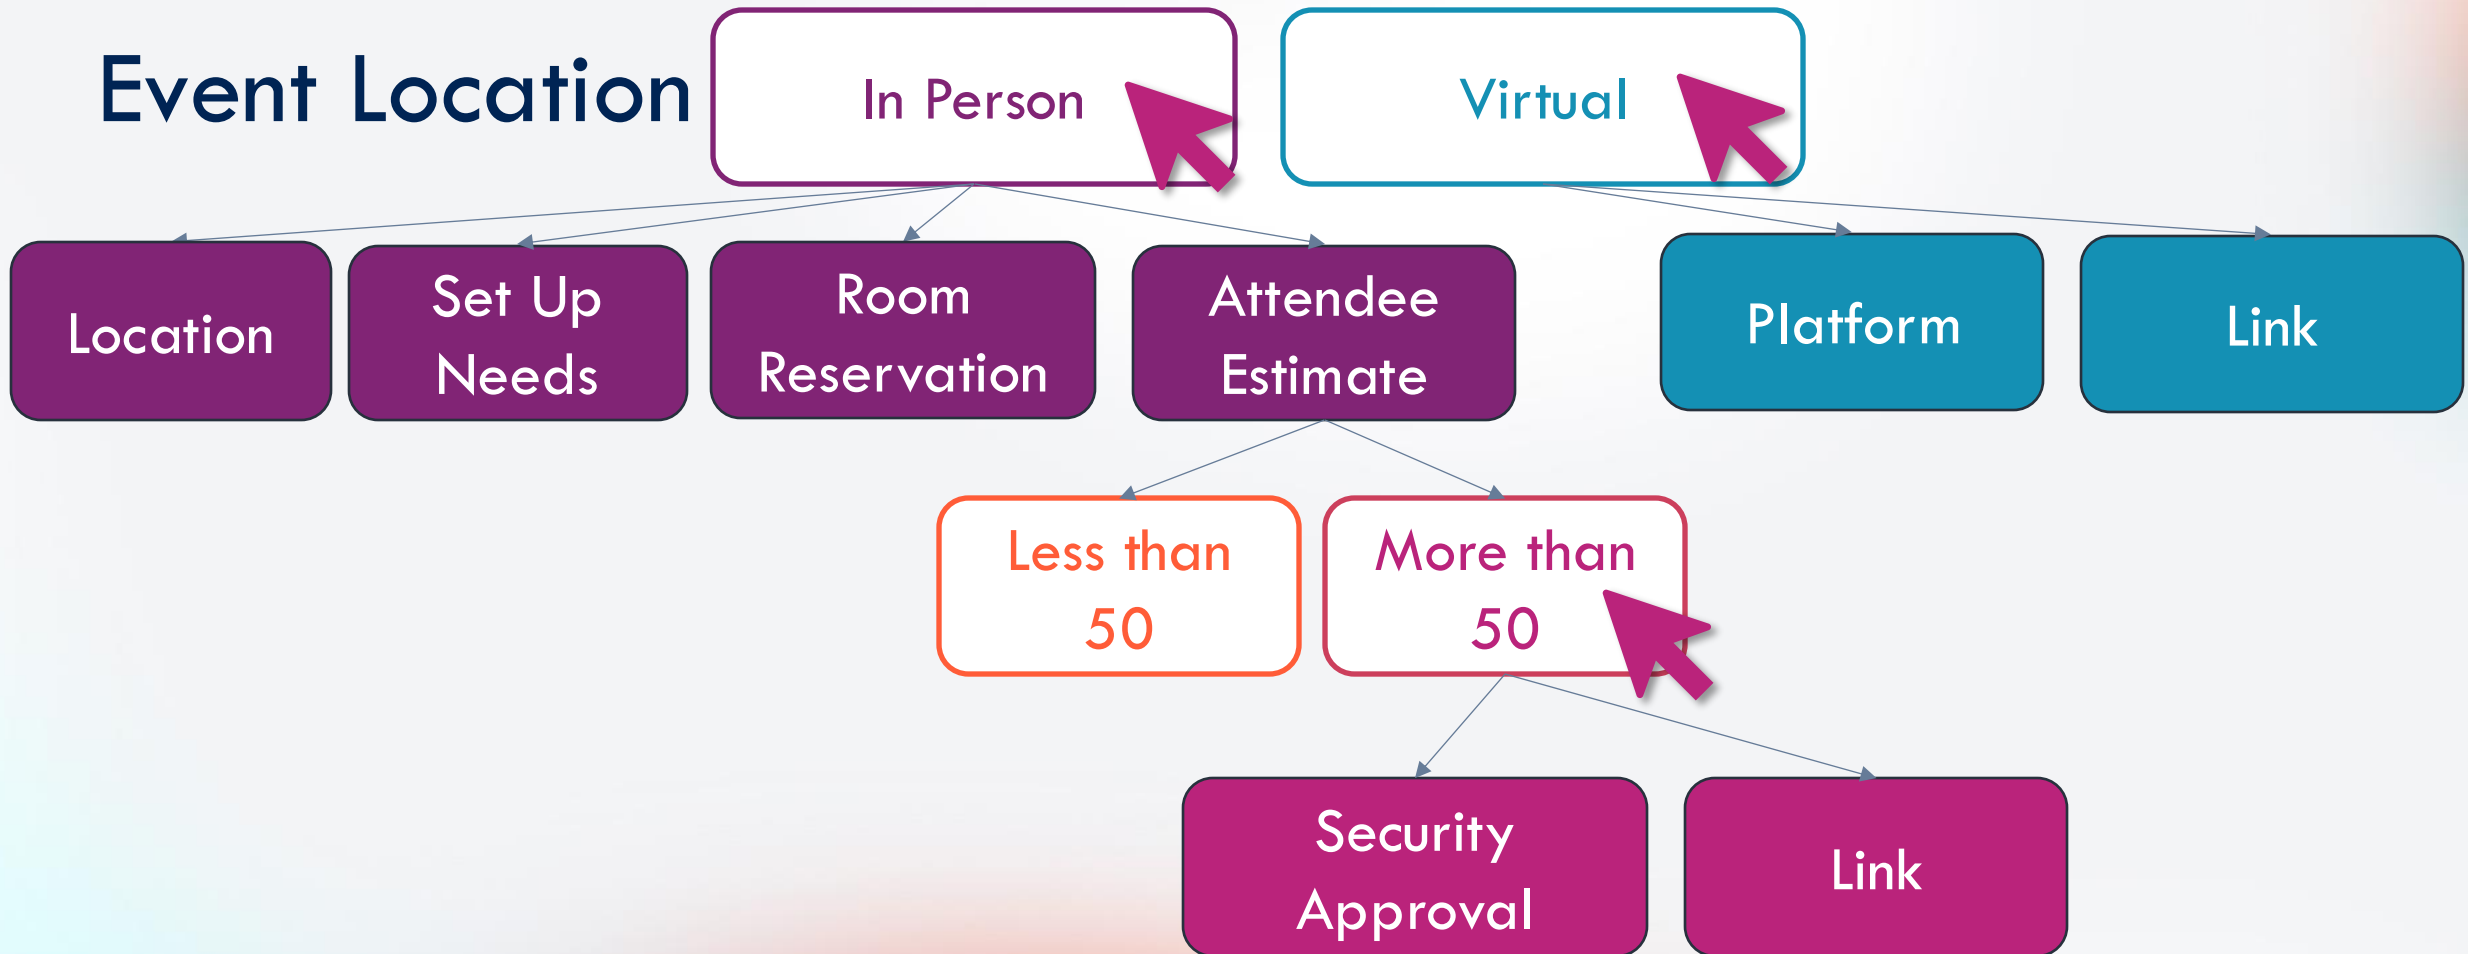 Event Location
In Person
Virtual
Location
Set Up
Needs
Room
Reservation
Attendee
Estimate
Platform
Link
Less than
50
More than
50
Security
Approval
Link